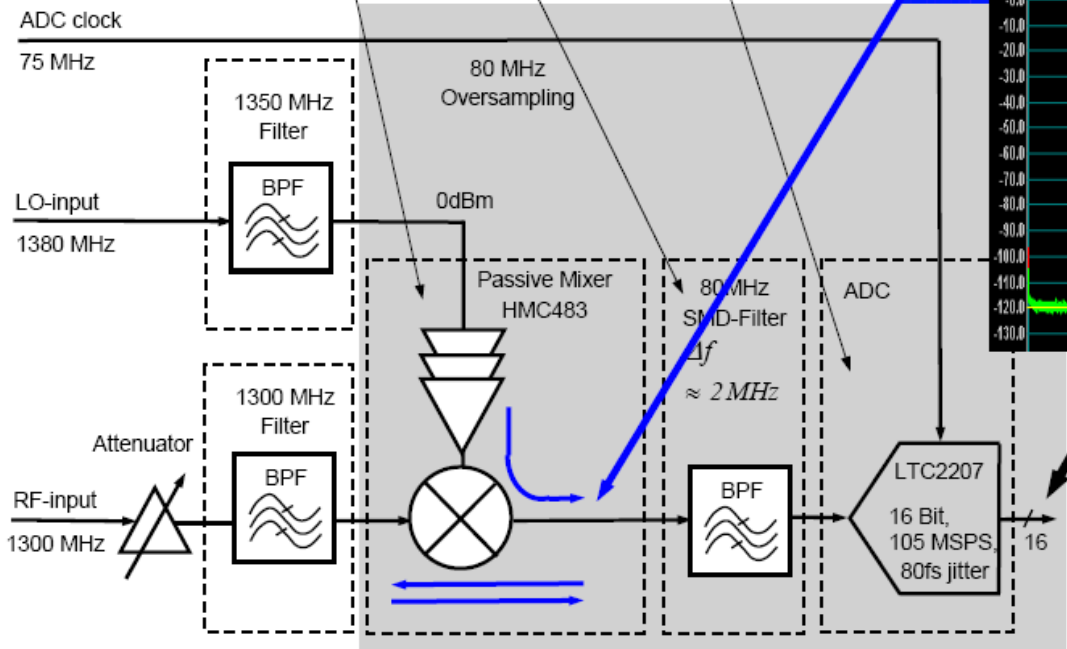 ADC clock
75 MHz
80 MHz
Oversampling
1350 MHz
Filter
BPF
LO-input
1380 MHz
0dBm
Passive Mixer
HMC483
80MHz
SMD-Filter
Δf
≈ 2 MHz
ADC
1300 MHz
Filter
BPF
Attenuator
RF-input
1300 MHz
BPF
LTC2207
16 Bit,
105 MSPS,
80fs jitter
16
-10.0
-20.0
-30.0
-40.0
-50.0
-60.0
-70.0
-80.0
-90.0
-100.0
-110.0
-120.0
-130.0